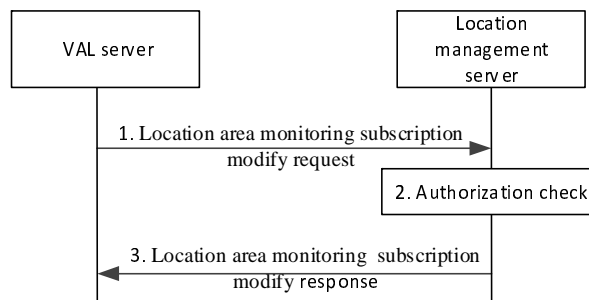 VAL server
Location
management
server
1. Location area monitoring subscription
modify request
2. Authorization check
3. Location area monitoring subscription
modify response